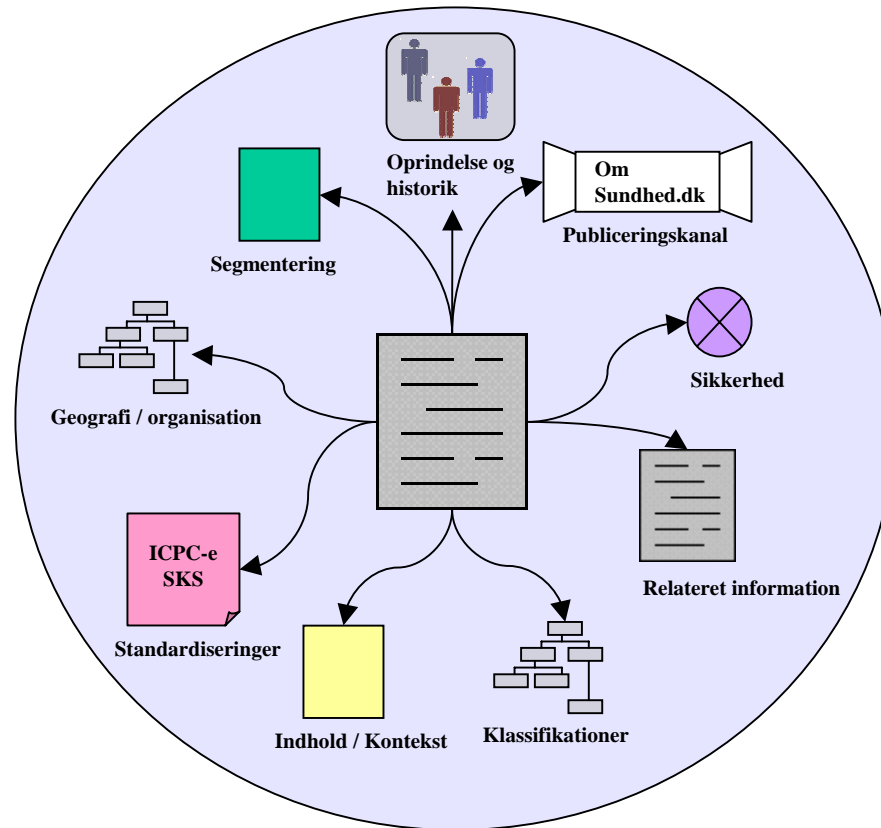 Oprindelse og
historik
Om
Sundhed.dk
Publiceringskanal
Segmentering
Sikkerhed
Geografi / organisation
Relateret information
ICPC-e
SKS
Standardiseringer
Indhold / Kontekst
Klassifikationer